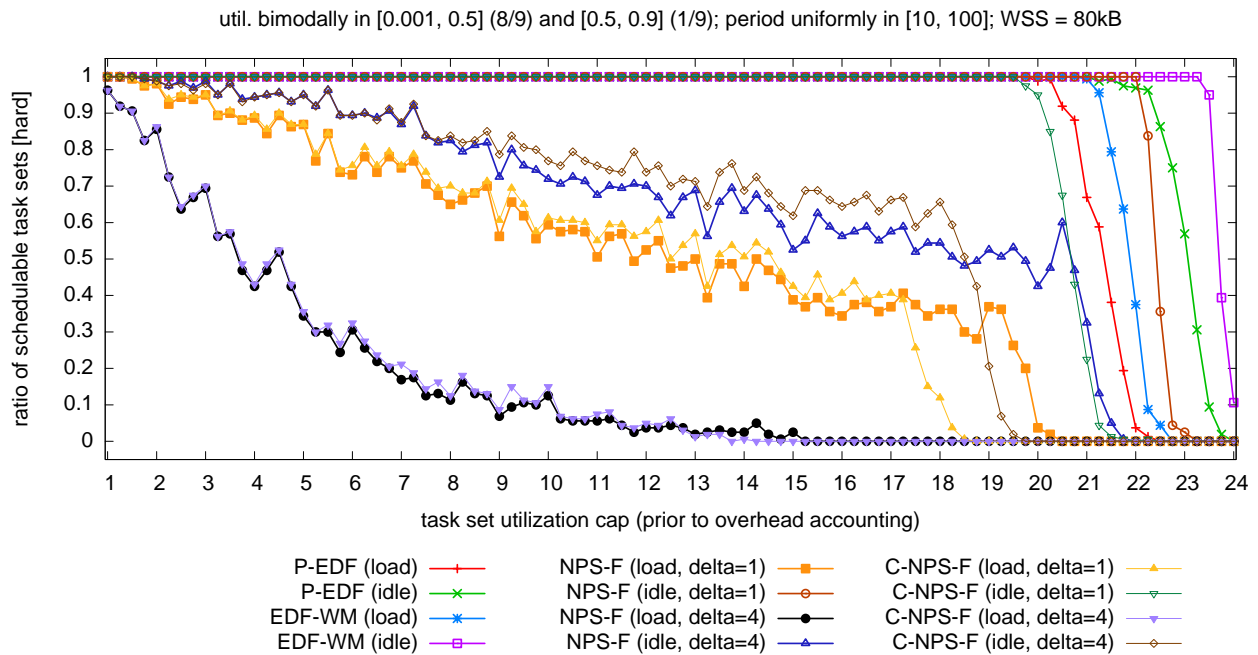 util. bimodally in [0.001, 0.5] (8/9) and [0.5, 0.9] (1/9); period uniformly in [10, 100]; WSS = 80kB
ratio of schedulable task sets [hard]
1
0.9
0.8
0.7
0.6
0.5
0.4
0.3
0.2
0.1
0
1 2 3 4 5 6 7 8 9 10 11 12 13 14 15 16 17 18 19 20 21 22 23 24
task set utilization cap (prior to overhead accounting)
P-EDF (load) NPS-F (load, delta=1) C-NPS-F (load, delta=1)
P-EDF (idle) NPS-F (idle, delta=1) C-NPS-F (idle, delta=1)
EDF-WM (load) NPS-F (load, delta=4) C-NPS-F (load, delta=4)
EDF-WM (idle) NPS-F (idle, delta=4) C-NPS-F (idle, delta=4)